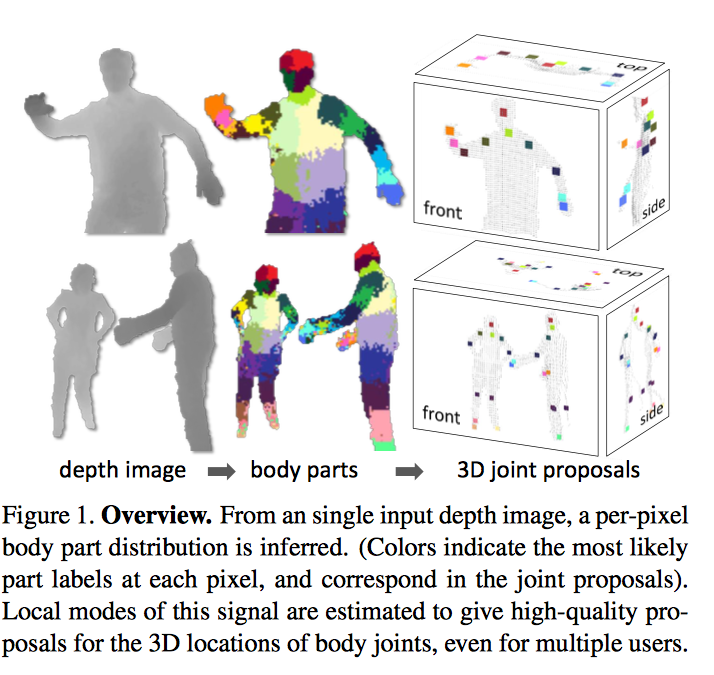 top
front
side
top
front
side
depth image body parts 3D joint proposals
Figure 1. Overview. From an single input depth image, a per-pixel
body part distribution is inferred. (Colors indicate the most likely
part labels at each pixel, and correspond in the joint proposals).
Local modes of this signal are estimated to give high-quality pro-
posals for the 3D locations of body joints, even for multiple users.